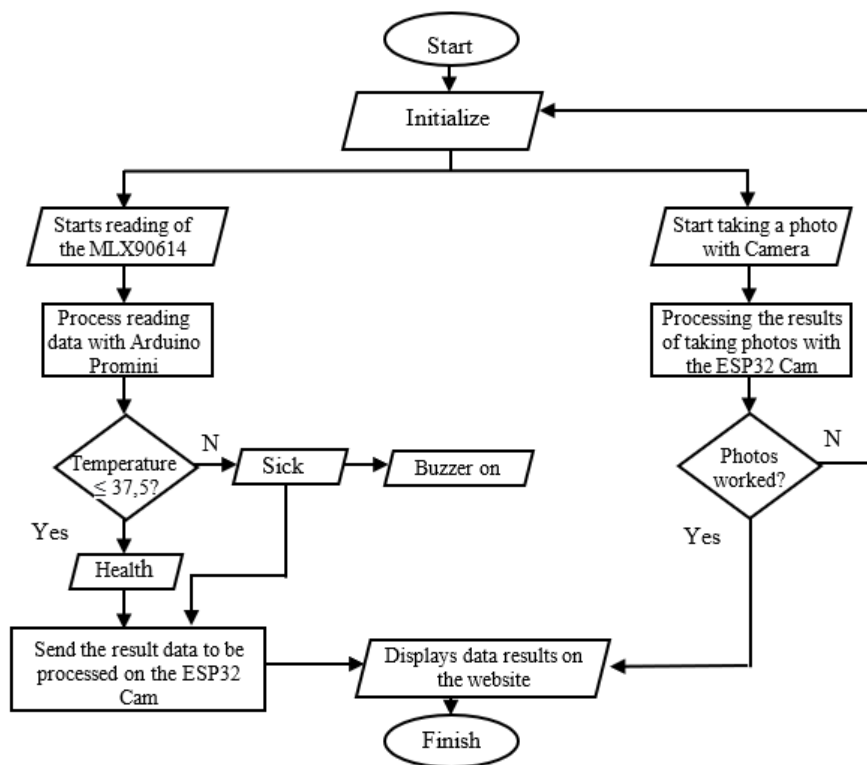 Start
Initialize
Starts reading of
the MLX90614
Start taking a photo
with Camera
Process reading
data with Arduino
Promini
Processing the results
of taking photos with
the ESP32 Cam
Temperature
≤ 37,5?
N
Sick
Buzzer on
Photos
worked?
N
Yes
Yes
Health
Send the result data to be
processed on the ESP32
Cam
Displays data results on
the website
Finish